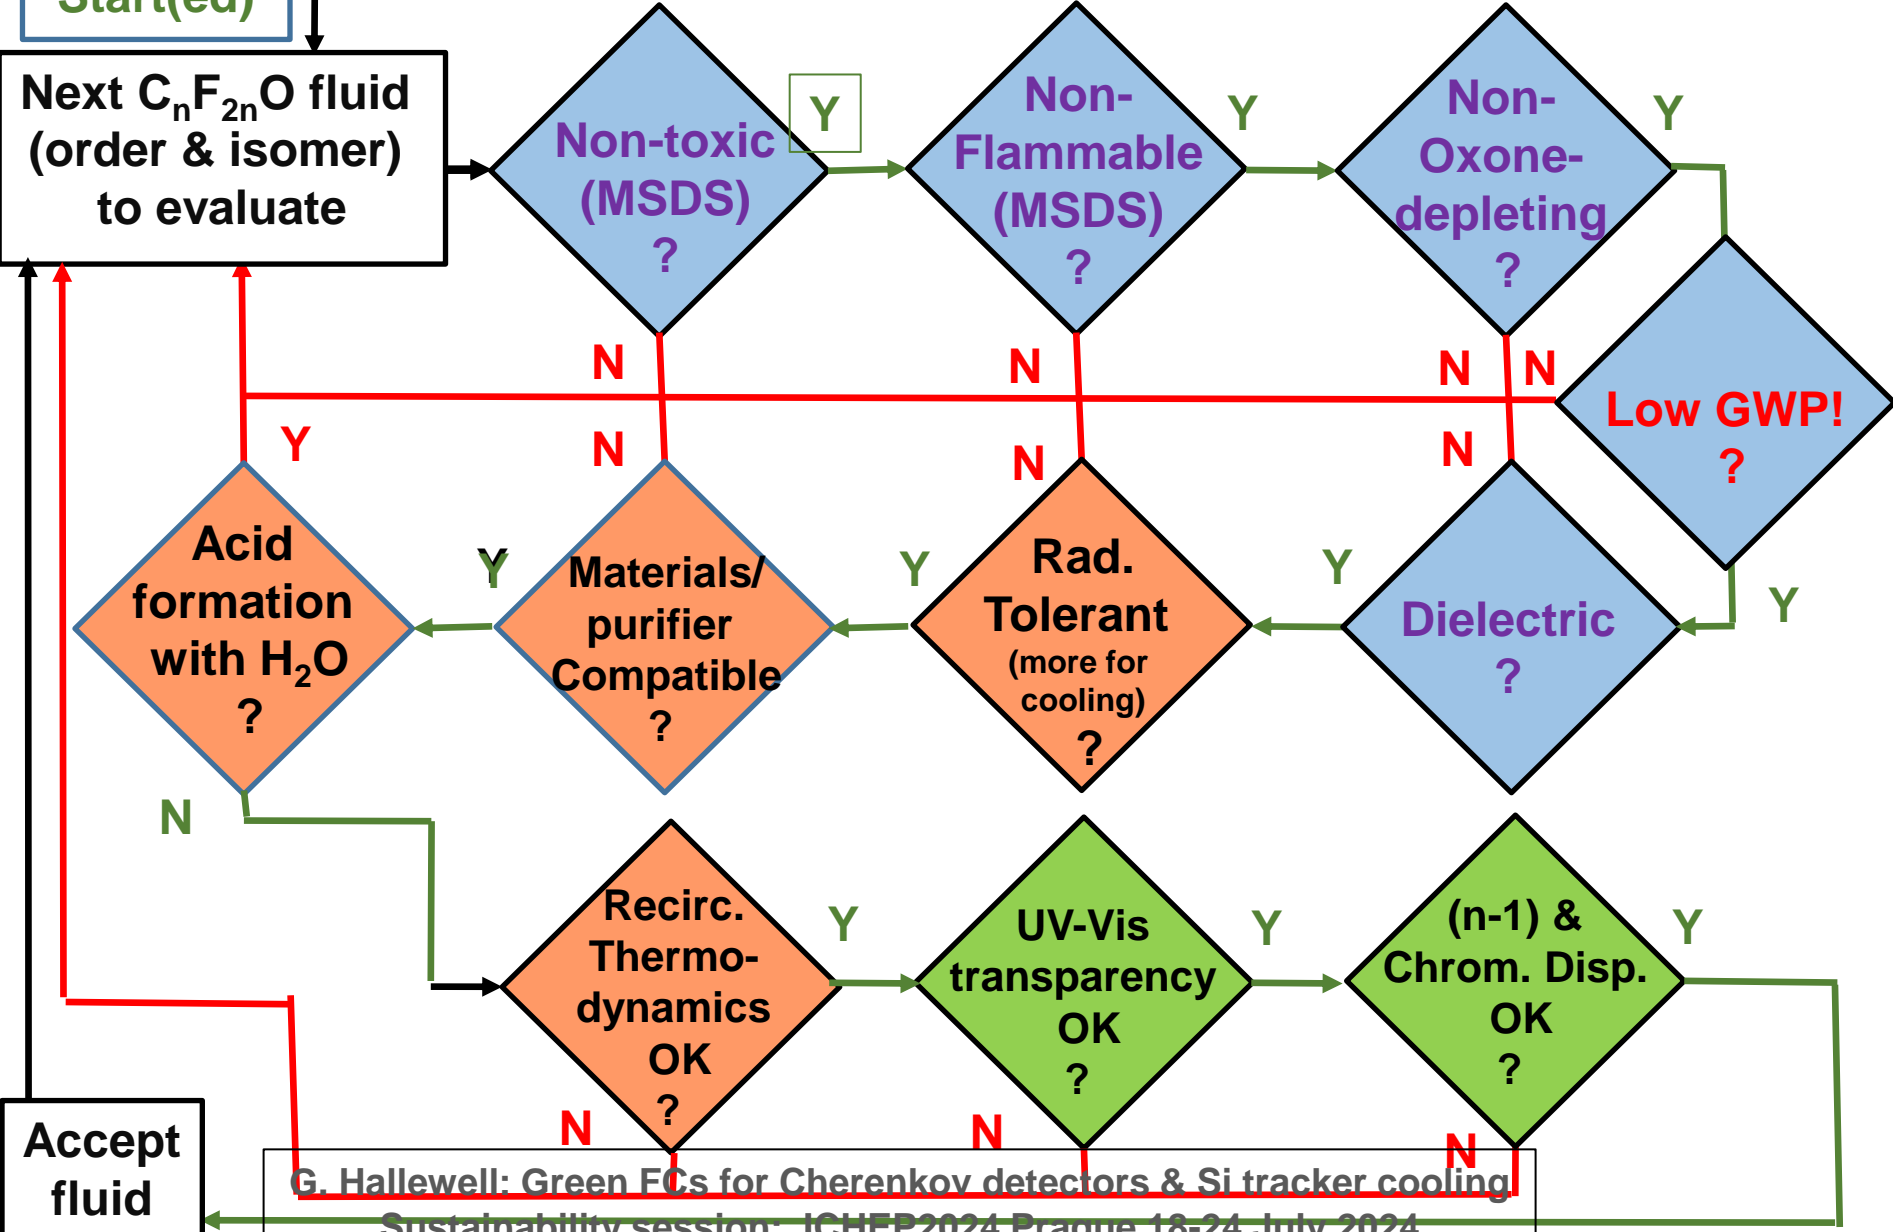 Start(ed)
Next CₙF₂ₙO fluid
(order & isomer)
to evaluate
Non-toxic
(MSDS)
?
Y
Non-
Flammable
(MSDS)
?
Y
Non-
Oxone-
depleting
?
Y
N
N
N
N
Low GWP!
?
Y
N
N
N
Y
Acid
formation
with H₂O
?
Y
Materials/
purifier
Compatible
?
Y
Rad.
Tolerant
(more for
cooling)
?
Y
Dielectric
?
Y
N
Recirc.
Thermo-
dynamics
OK
?
Y
UV-Vis
transparency
OK
?
Y
(n-1) &
Chrom. Disp.
OK
?
Y
N
N
N
Accept
fluid
G. Hallewell: Green FCs for Cherenkov detectors & Si tracker cooling
Sustainability session: ICHEP2024 Prague 18-24 July 2024